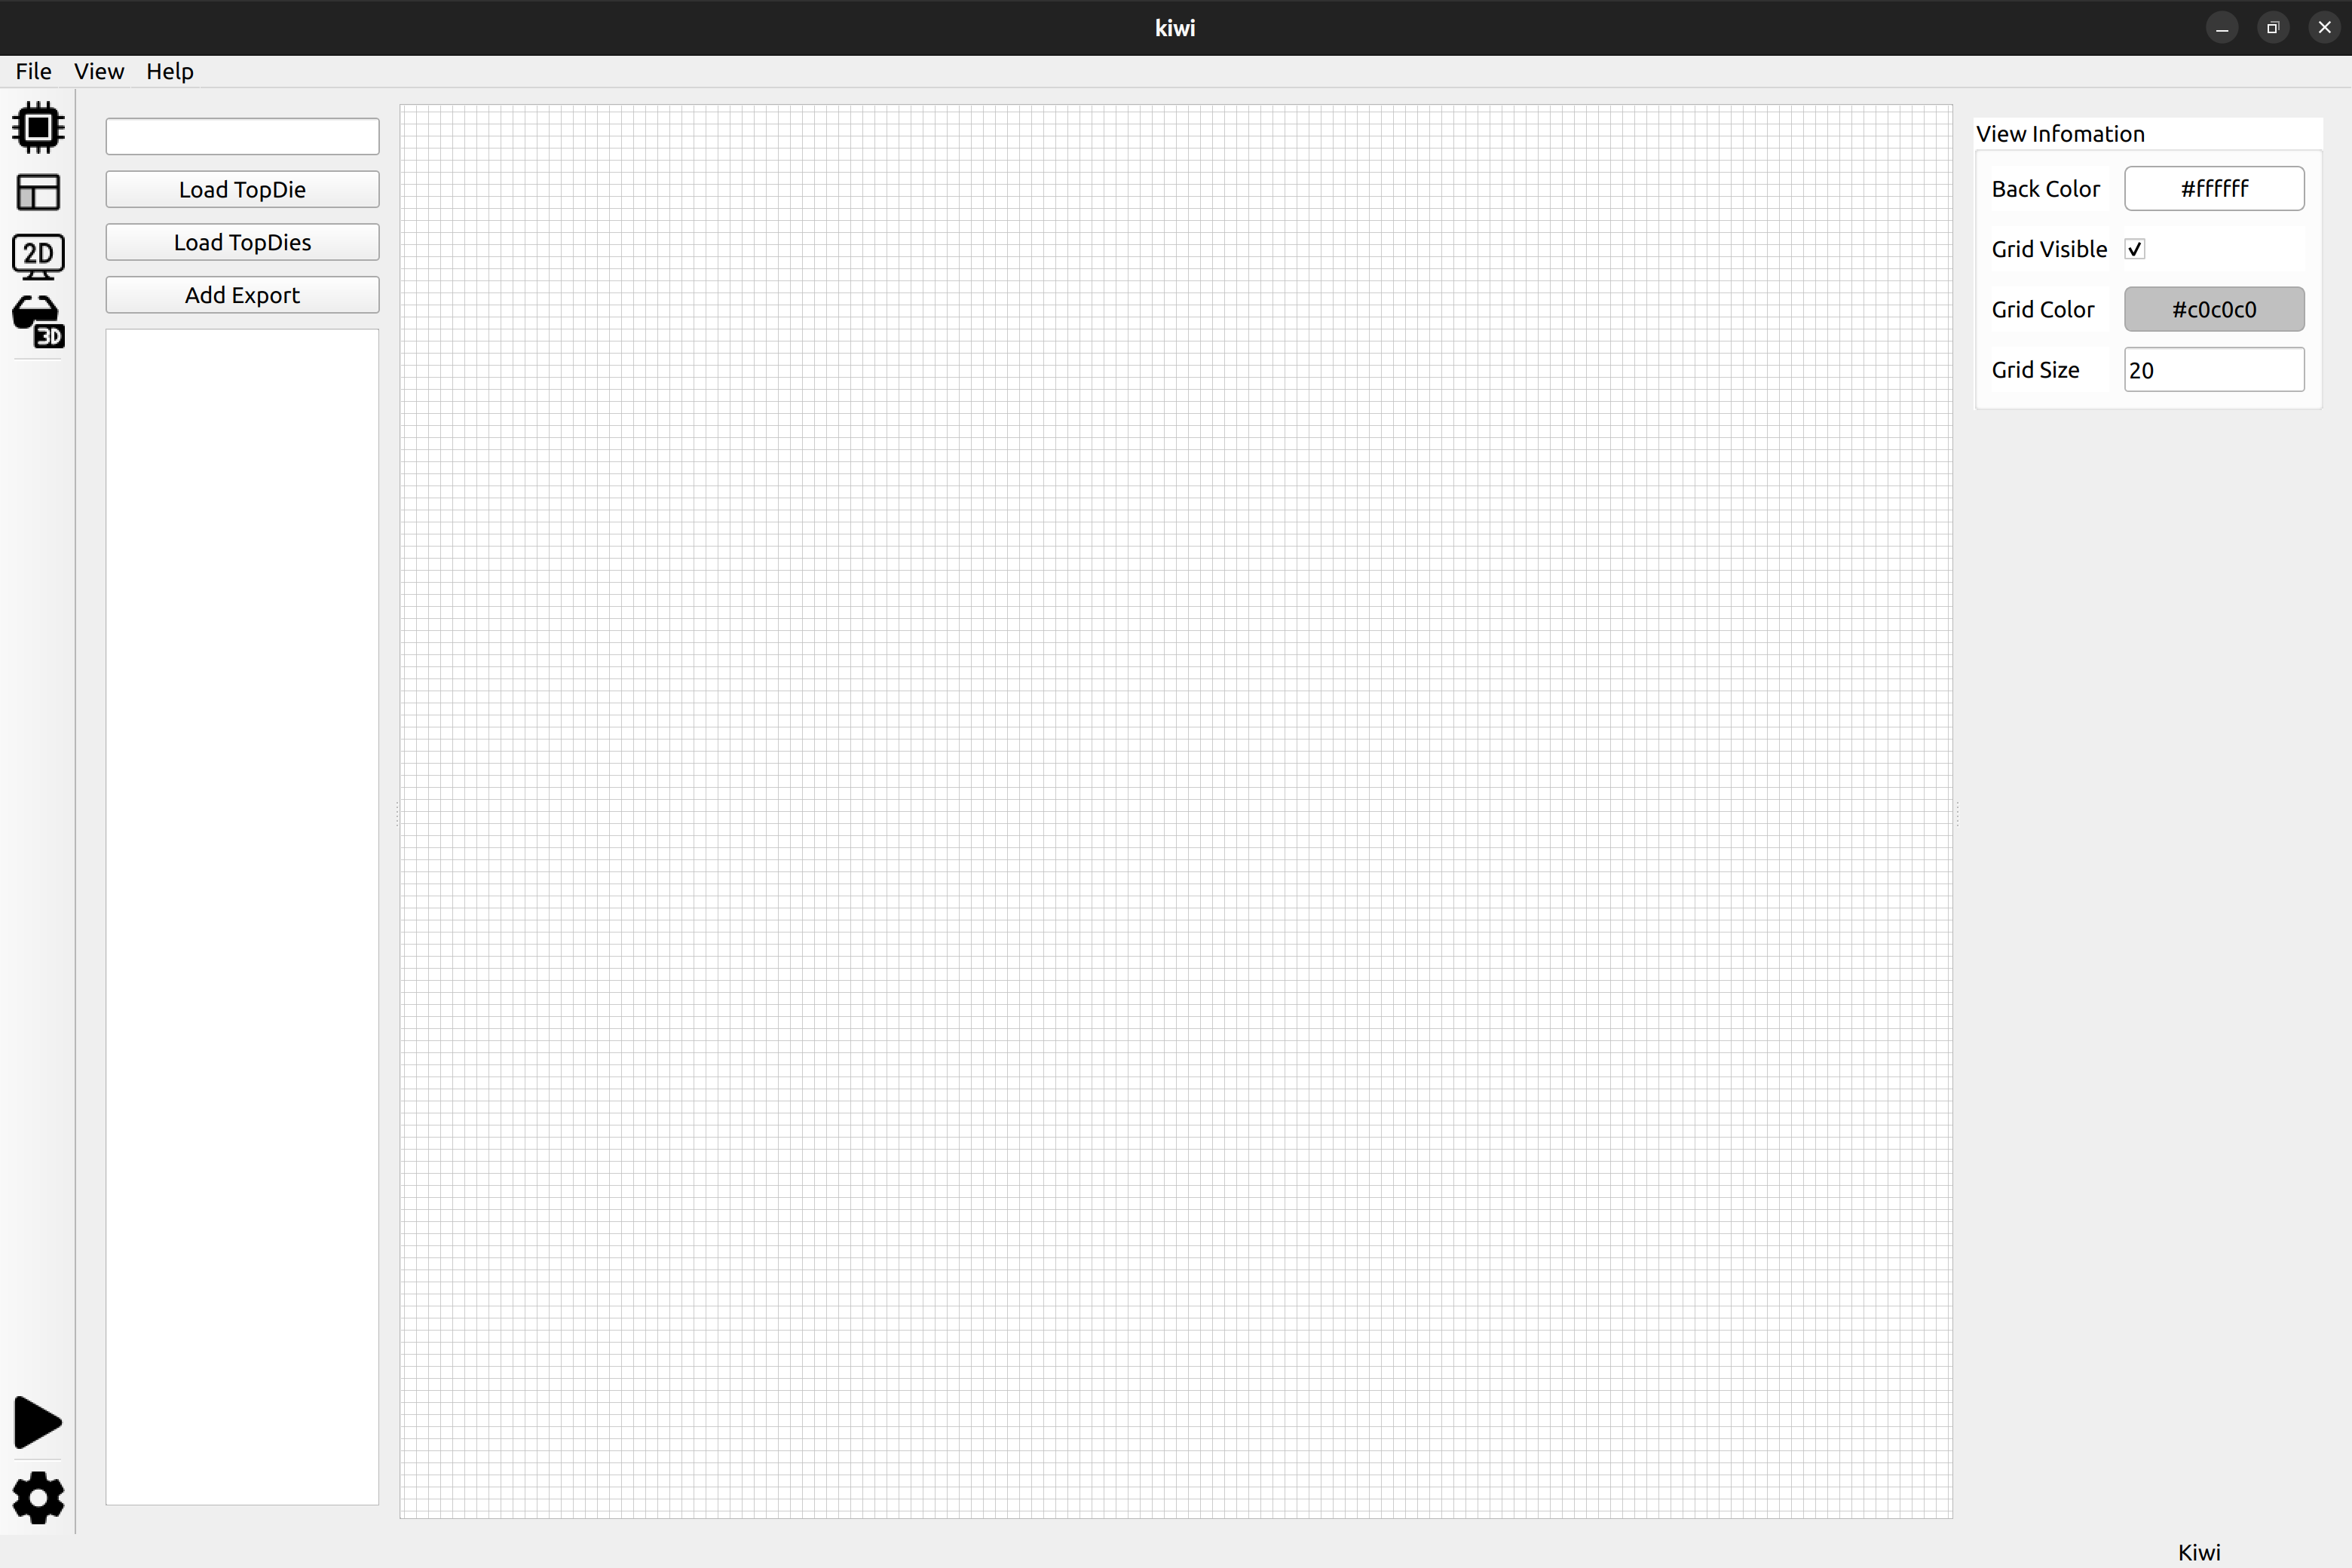 kiwi
File View Help
2D
3D
Load TopDie
Load TopDies
Add Export
View Infomation
Back Color #ffffff
Grid Visible
Grid Color #c0c0c0
Grid Size 20
Kiwi